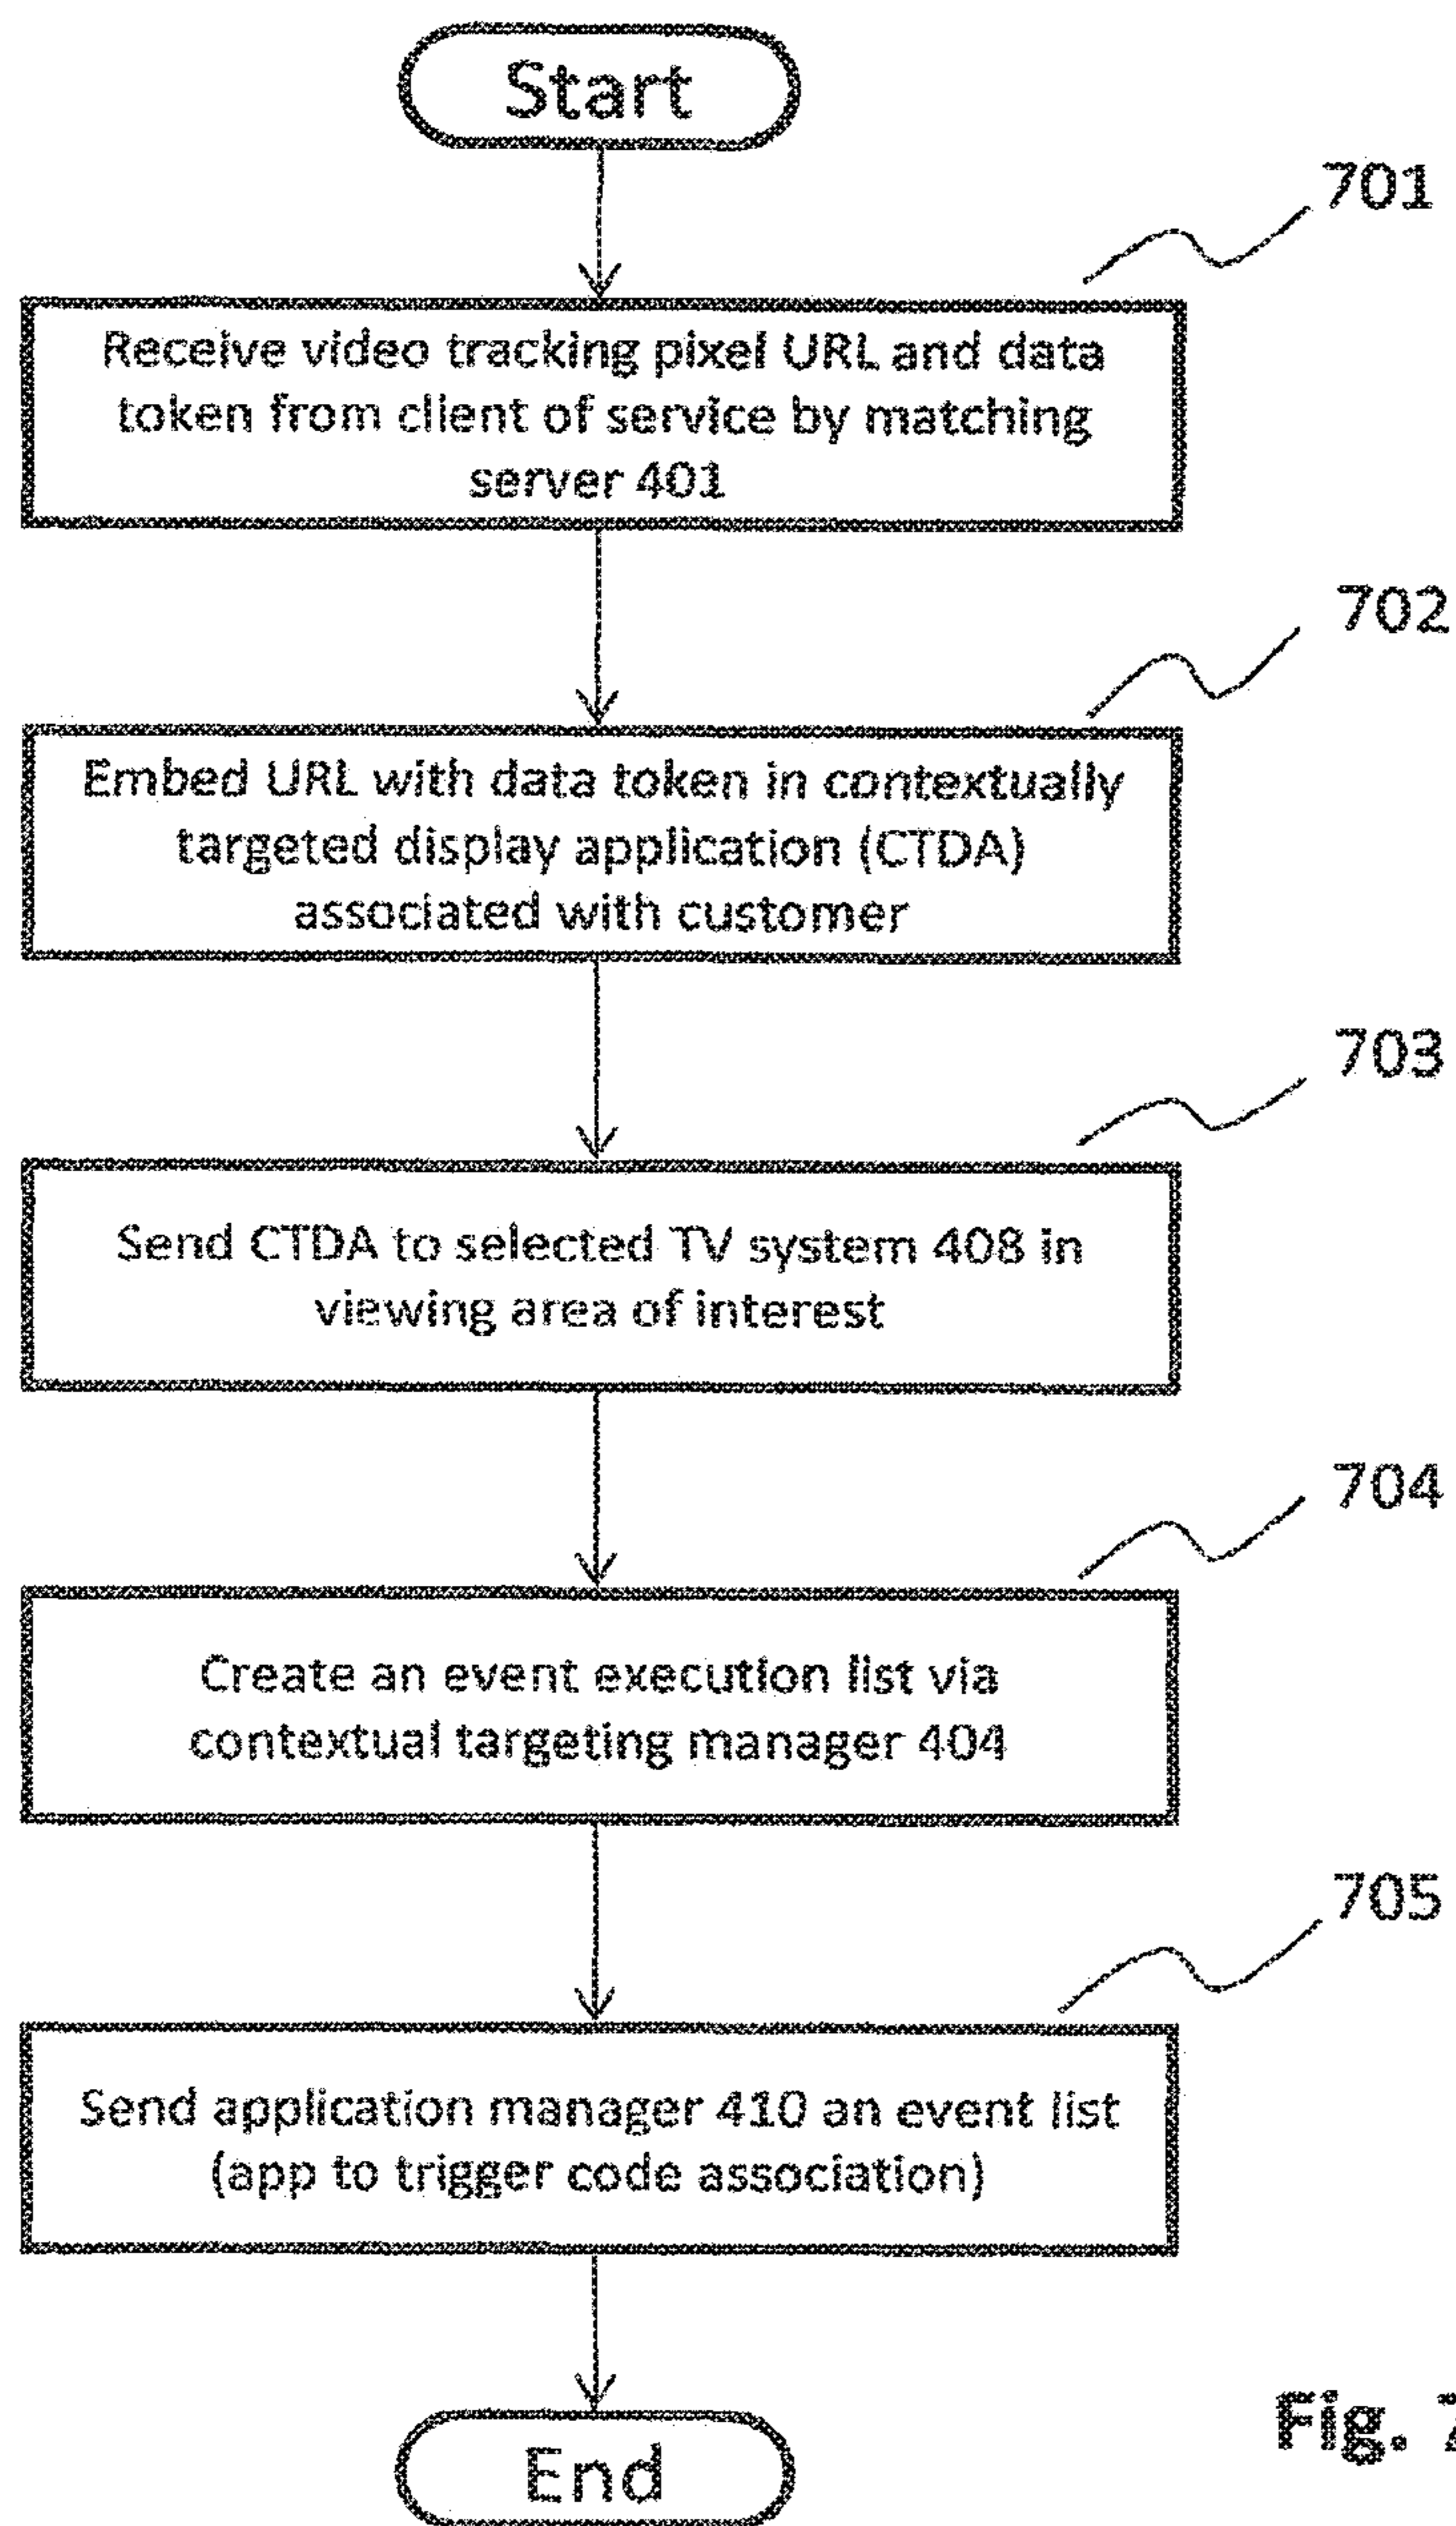 Start
701
Receive video tracking pixel URL and data
token from client of service by matching
server 401
702
Embed URL with data token in contextually
targeted display application (CTDA)
associated with customer
703
Send CTDA to selected TV system 408 in
viewing area of interest
704
Create an event execution list via
contextual targeting manager 404
705
Send application manager 410 an event list
(app to trigger code association)
End
Fig. 7